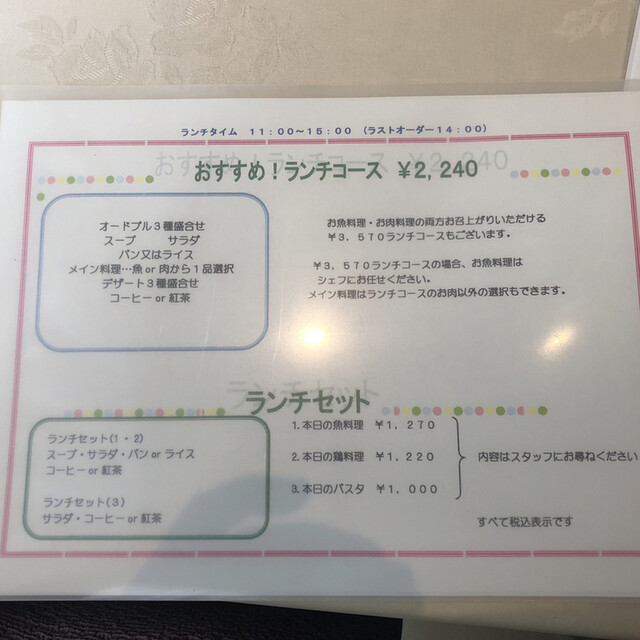 ランチタイム 11:00～15:00 (ラストオーダー14:00)
おすすめ!ランチコース ¥2,240
オードブル3種盛合せ
スープ サラダ
パン又はライス
メイン料理…魚 or 肉から1品選択
デザート3種盛合せ
コーヒー or 紅茶
お魚料理・お肉料理の両方お召上がりいただける
¥3,570ランチコースもございます。
¥3,570ランチコースの場合、お魚料理は
シェフにお任せください。
メイン料理はランチコースのお肉以外の選択もできます。
ランチセット
ランチセット(1・2)
スープ・サラダ・パン or ライス
コーヒー or 紅茶
ランチセット(3)
サラダ・コーヒー or 紅茶
1.本日の魚料理 ¥1,270
2.本日の鶏料理 ¥1,220
3.本日のパスタ ¥1,000
内容はスタッフにお尋ねください
すべて税込表示です